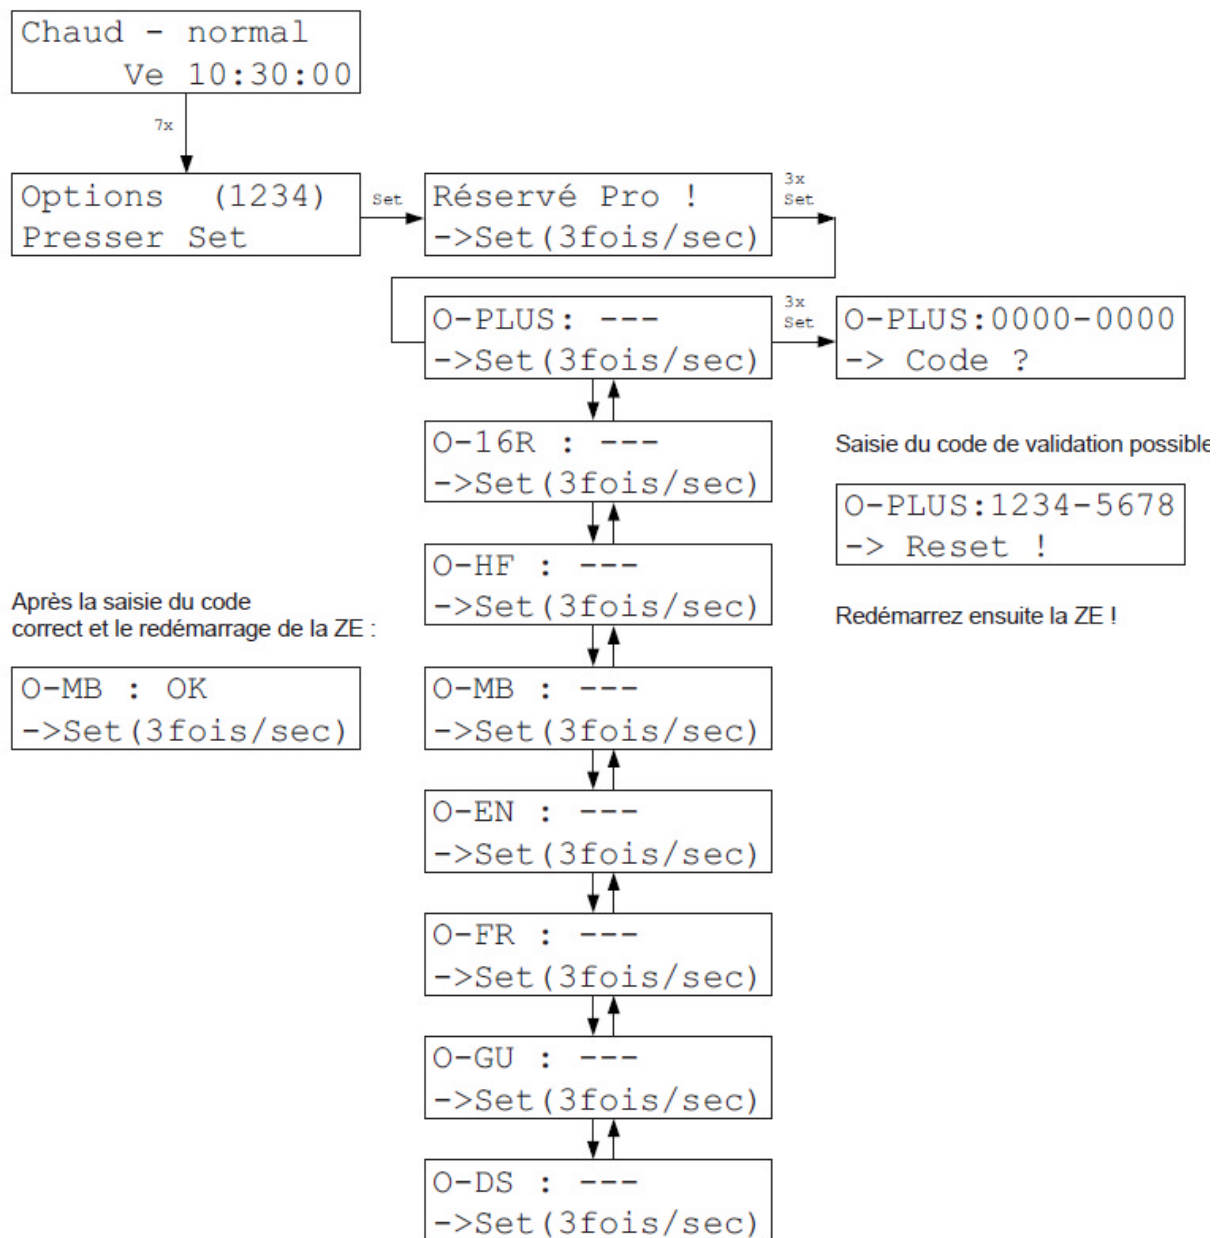 Chaud - normal
Ve 10:30:00
7x
Options (1234)
Presser Set
Set
Réservé Pro !
->Set(3fois/sec)
3x
Set
O-PLUS: ---
->Set(3fois/sec)
3x
Set
O-PLUS:0000-0000
-> Code ?
O-16R : ---
->Set(3fois/sec)
Saisie du code de validation possible
O-PLUS:1234-5678
-> Reset !
O-HF : ---
->Set(3fois/sec)
Redémarrez ensuite la ZE !
Après la saisie du code
correct et le redémarrage de la ZE :
O-MB : OK
->Set(3fois/sec)
O-MB : ---
->Set(3fois/sec)
O-EN : ---
->Set(3fois/sec)
O-FR : ---
->Set(3fois/sec)
O-GU : ---
->Set(3fois/sec)
O-DS : ---
->Set(3fois/sec)